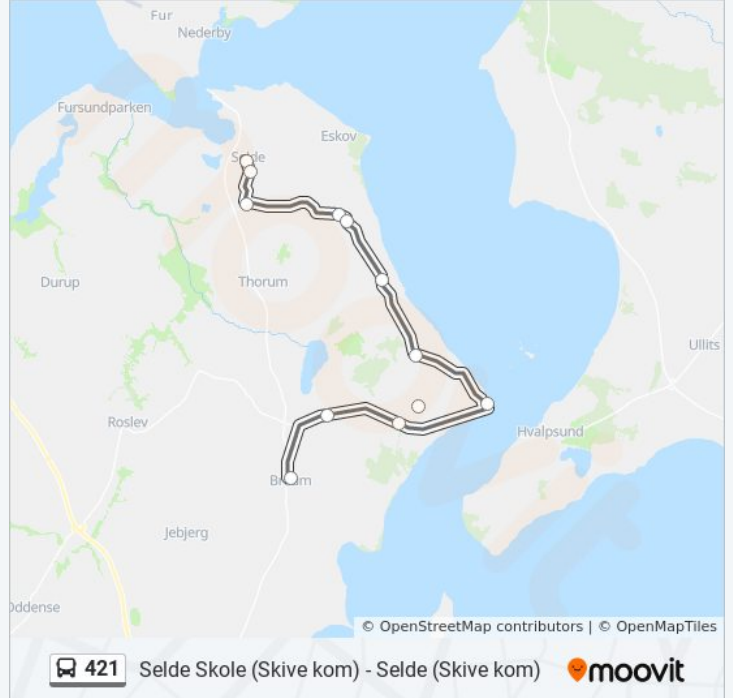 Fur
Nederby
Fursundparken
Eskov
Selde
Durup
Thorum
Ullits
Roslev
Hvalpsund
Jebjerg
Oddense
© OpenStreetMap contributors | © OpenMapTiles
421 Selde Skole (Skive kom) - Selde (Skive kom) moovit